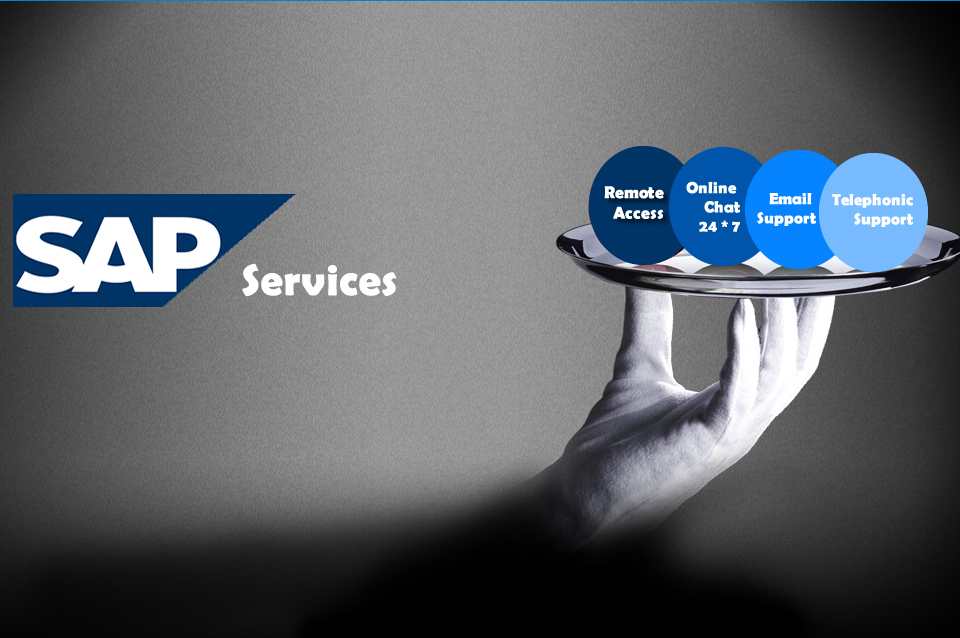 SAP
Services
Remote
Access
Online
Chat
24 * 7
Email
Support
Telephonic
Support